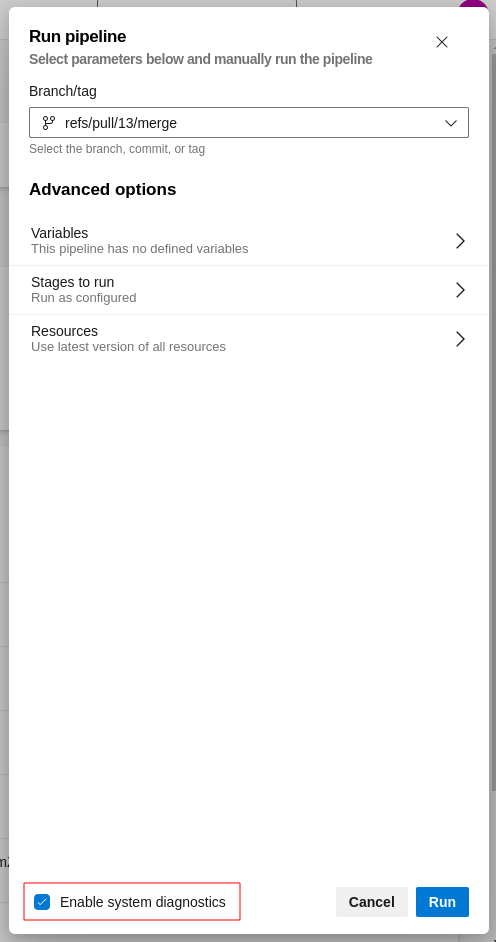 Run pipeline
Select parameters below and manually run the pipeline
Branch/tag
refs/pull/13/merge
Select the branch, commit, or tag
Advanced options
Variables
This pipeline has no defined variables
Stages to run
Run as configured
Resources
Use latest version of all resources
Enable system diagnostics
Cancel
Run